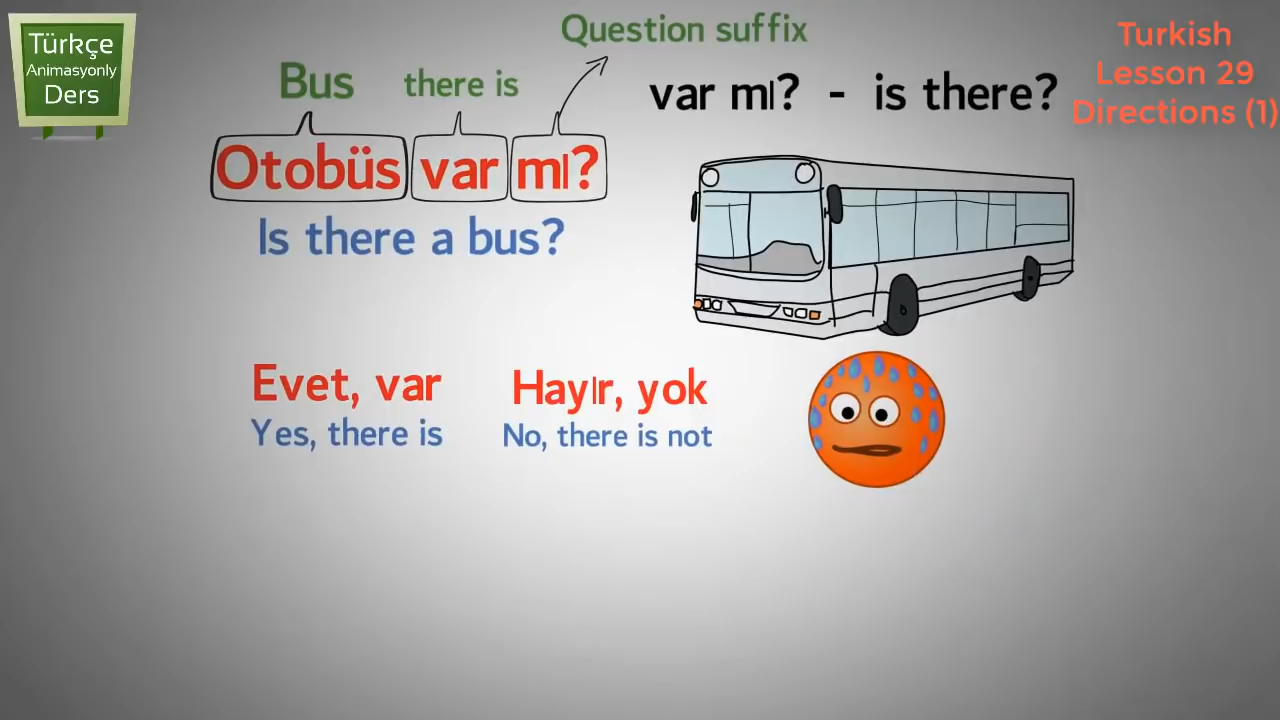 Türkçe
Animasyonly
Ders
Question suffix
Bus there is
Otobüs var mı?
Is there a bus?
var mı? - is there?
Turkish
Lesson 29
Directions (1)
Evet, var
Yes, there is
Hayır, yok
No, there is not